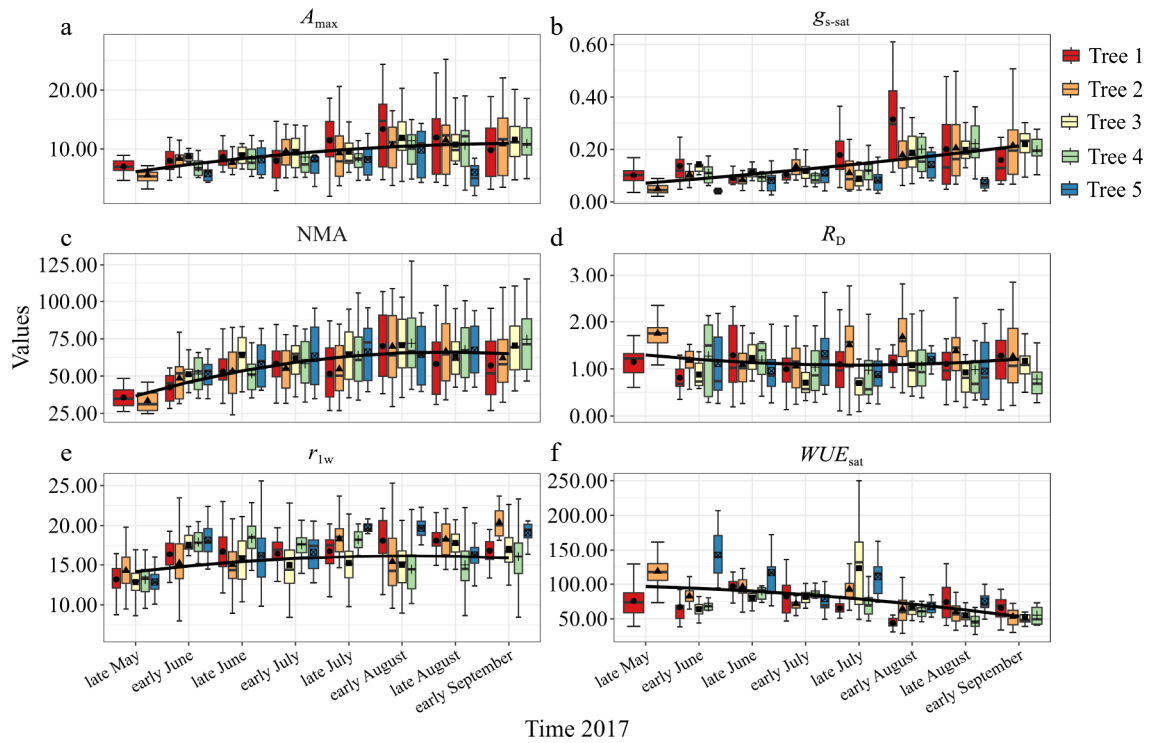 a
A_max
20.00
10.00
b
g_s-sat
0.60
0.40
0.20
0.00
Tree 1
Tree 2
Tree 3
Tree 4
Tree 5
c
NMA
125.00
100.00
75.00
50.00
25.00
d
R_D
3.00
2.00
1.00
0.00
Values
e
r_1w
25.00
20.00
15.00
10.00
f
WUE_sat
250.00
200.00
150.00
100.00
50.00
late May
early June
late June
early July
late July
early August
late August
early September
late May
early June
late June
early July
late July
early August
late August
early September
Time 2017